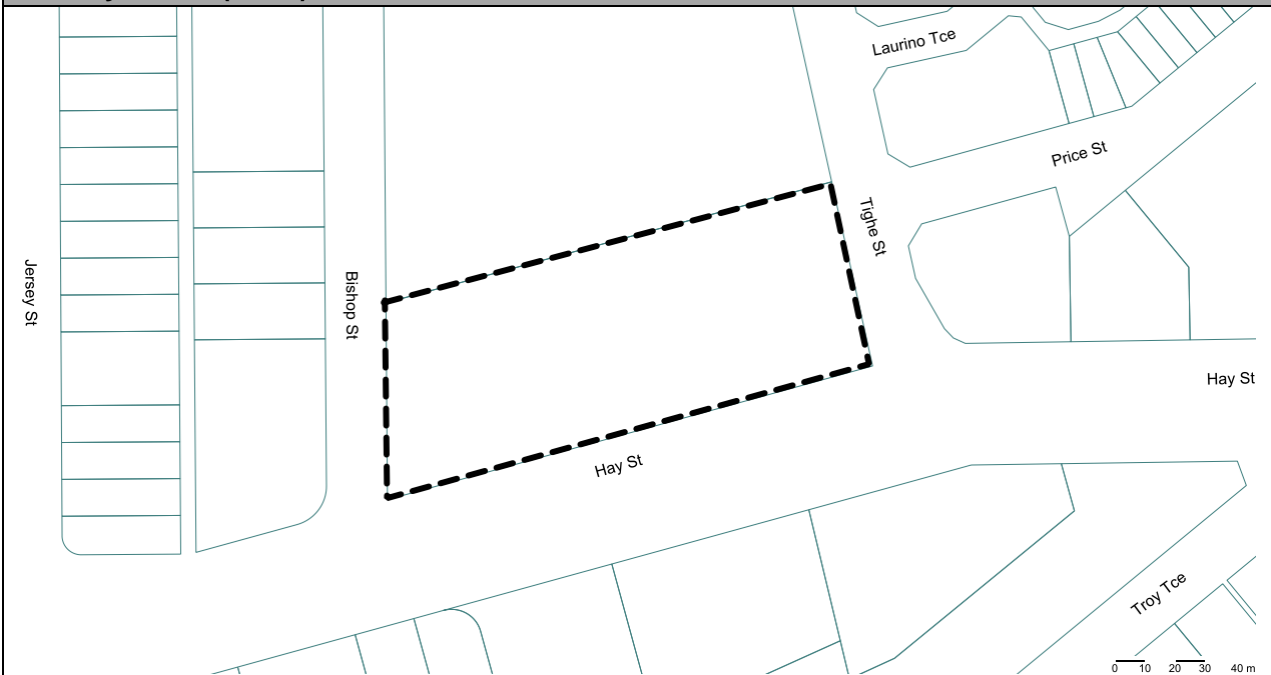 Laurino Tce
Price St
Tighe St
Jersey St
Bishop St
Hay St
Hay St
Troy Tce
0 10 20 30 40 m